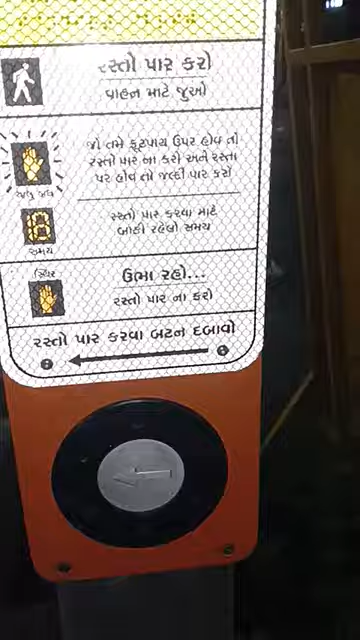 રસ્તો પાર કરો
વાહન માટે જુઓ
જો તમે ફૂટપાથ ઉપર હોવ તો
રસ્તો પાર ના કરો અને રસ્તા
પર હોવ તો જલ્દી પાર કરો
ચાલુ બંધ
18
સમય
રસ્તો પાર કરવા માટે
બાકી રહેલો સમય
સ્થિર
ઉભા રહો...
રસ્તો પાર ના કરો
રસ્તો પાર કરવા બટન દબાવો